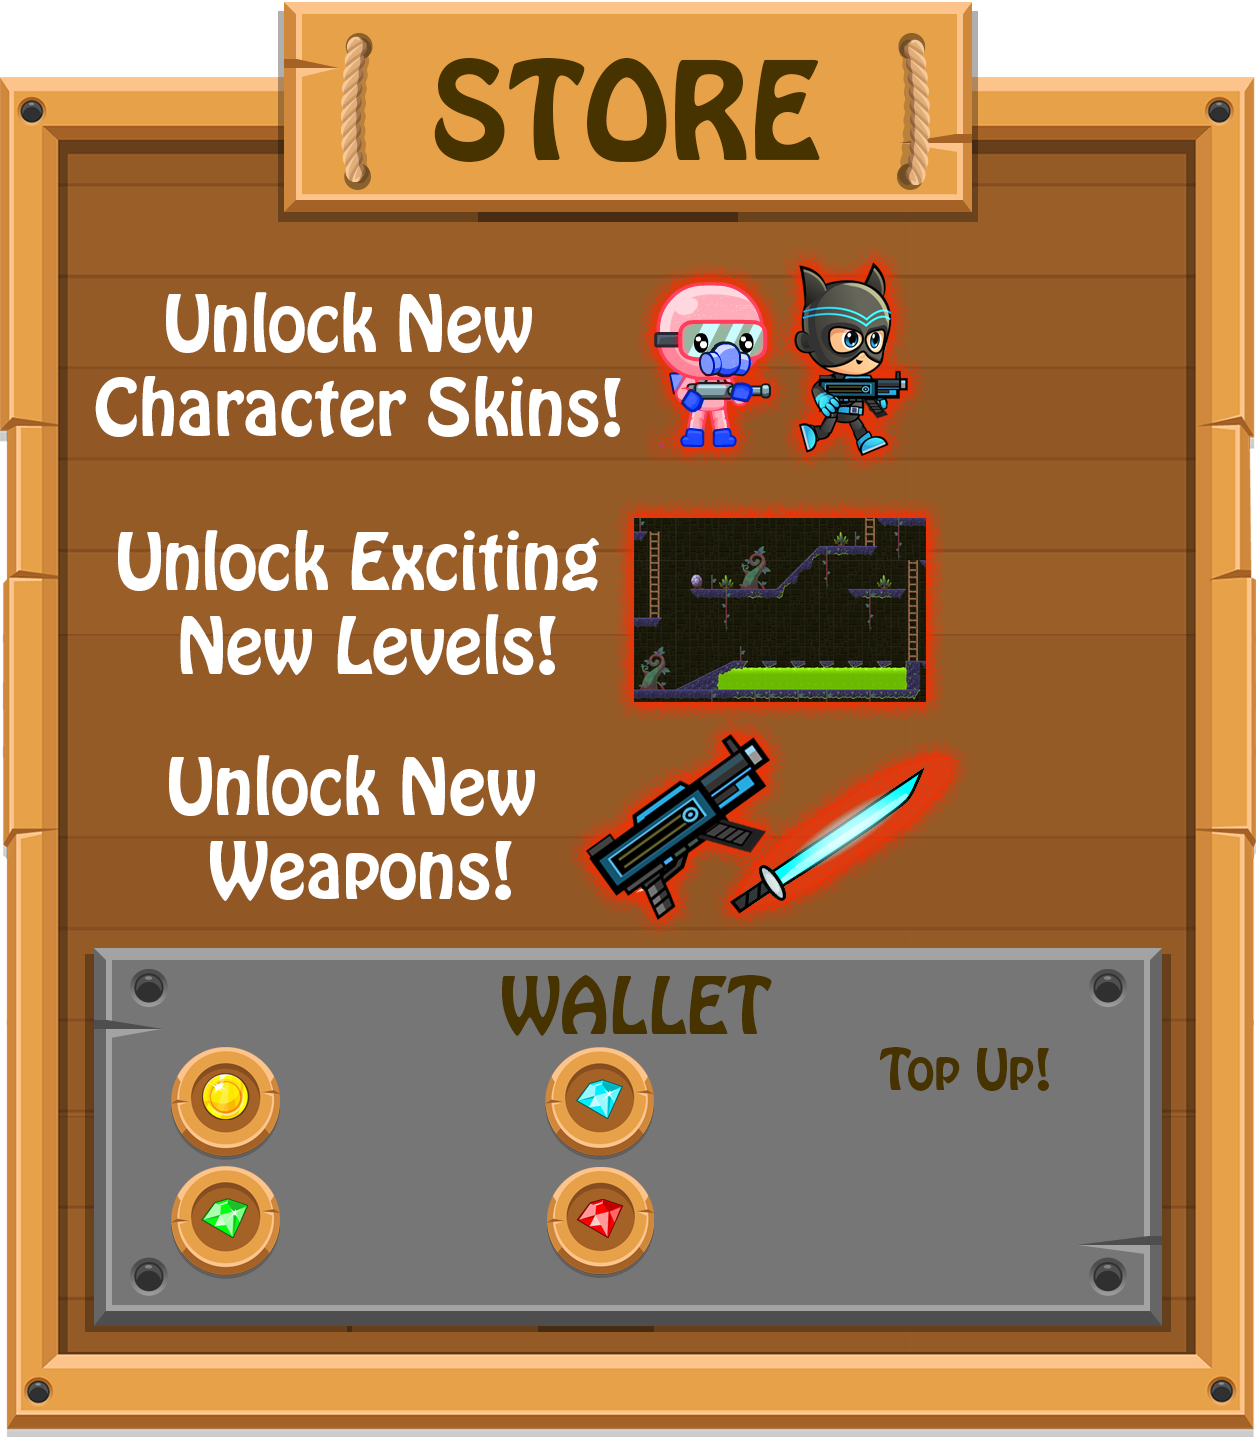 STORE
Unlock New
Character Skins!
Unlock Exciting
New Levels!
Unlock New
Weapons!
WALLET
Top Up!